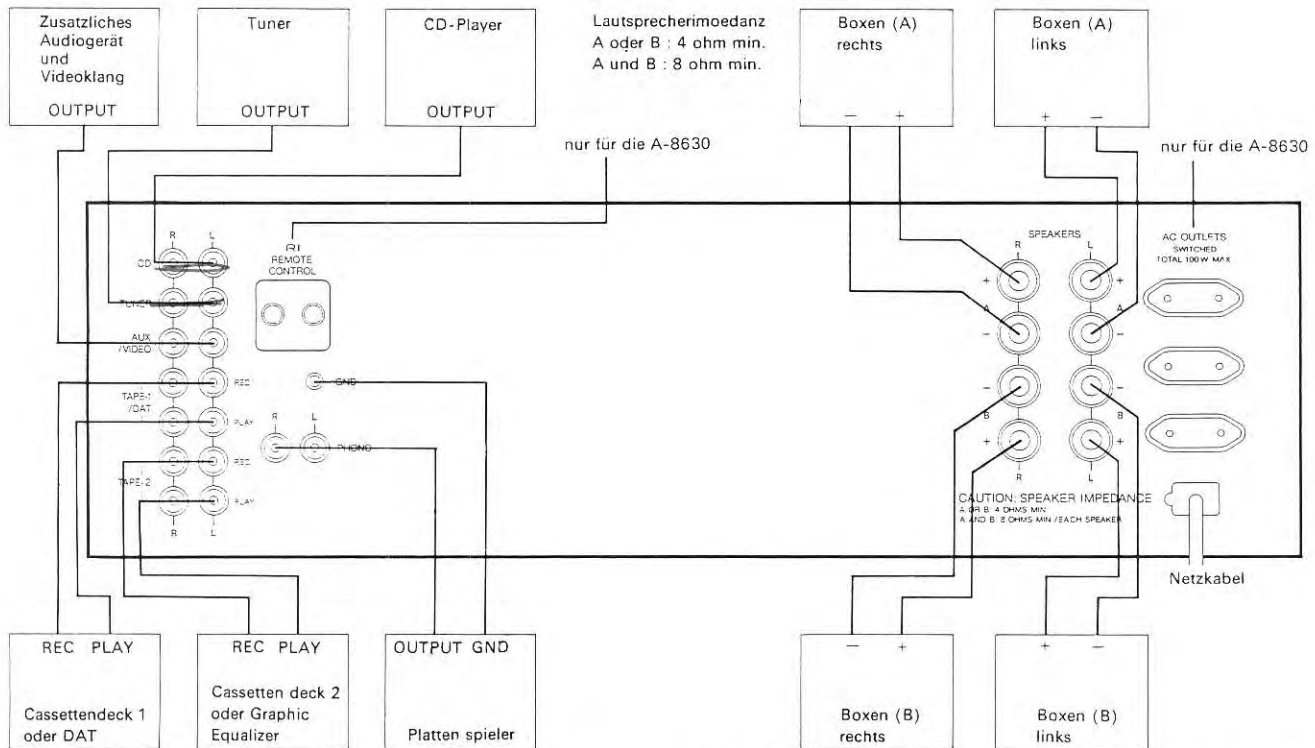 Zusatzliches
Audiogerät
und
Videoklang
OUTPUT
Tuner
OUTPUT
CD-Player
OUTPUT
Lautsprecherimoedanz
A oder B : 4 ohm min.
A und B : 8 ohm min.
Boxen (A)
rechts
− +
Boxen (A)
links
+ −
nur für die A-8630
nur für die A-8630
R L
CD
TUNER
AUX
/VIDEO
TAPE-1
/DAT
REC
PLAY
TAPE-2
REC
PLAY
R L
RI
REMOTE
CONTROL
GND
R L
PHONO
SPEAKERS
R L
+ +
A A
− −
− −
B B
+ +
R L
CAUTION: SPEAKER IMPEDANCE
A OR B: 4 OHMS MIN
A AND B: 8 OHMS MIN /EACH SPEAKER
AC OUTLETS
SWITCHED
TOTAL 100W MAX
Netzkabel
REC PLAY
Cassettendeck 1
oder DAT
REC PLAY
Cassetten deck 2
oder Graphic
Equalizer
OUTPUT GND
Platten spieler
− +
Boxen (B)
rechts
+ −
Boxen (B)
links